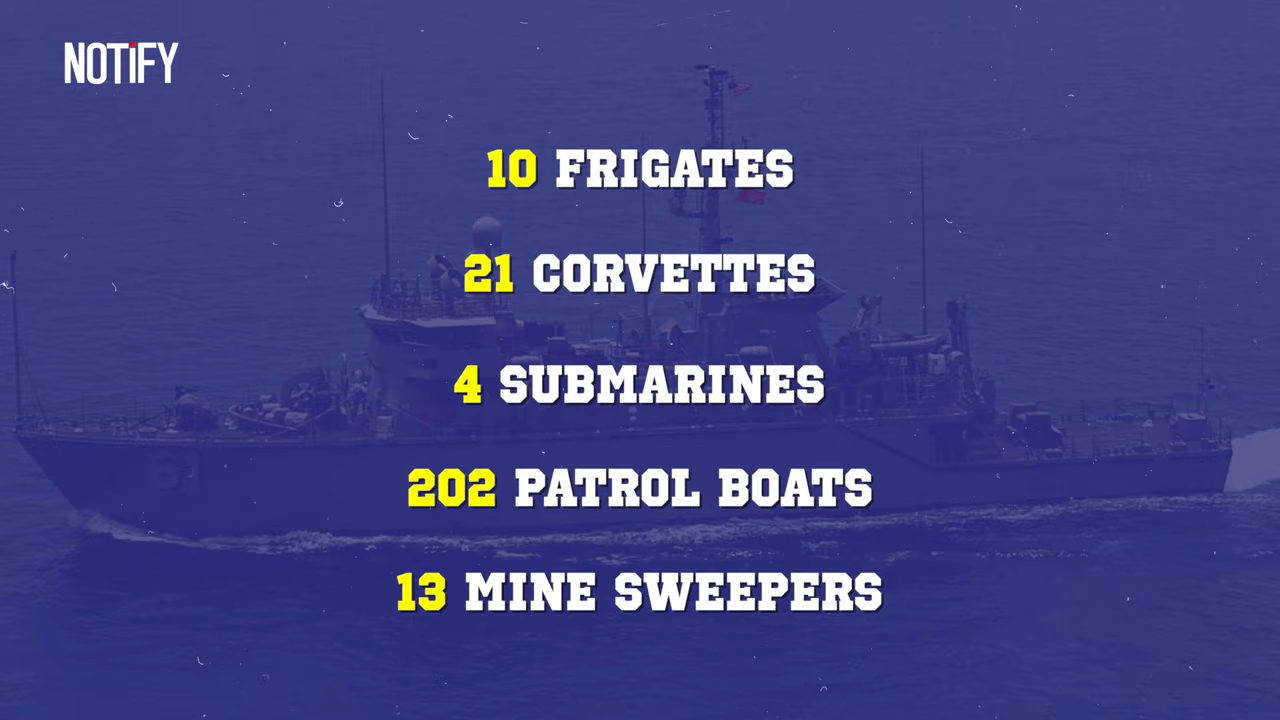 NOTiFY
10 FRIGATES
21 CORVETTES
4 SUBMARINES
202 PATROL BOATS
13 MINE SWEEPERS